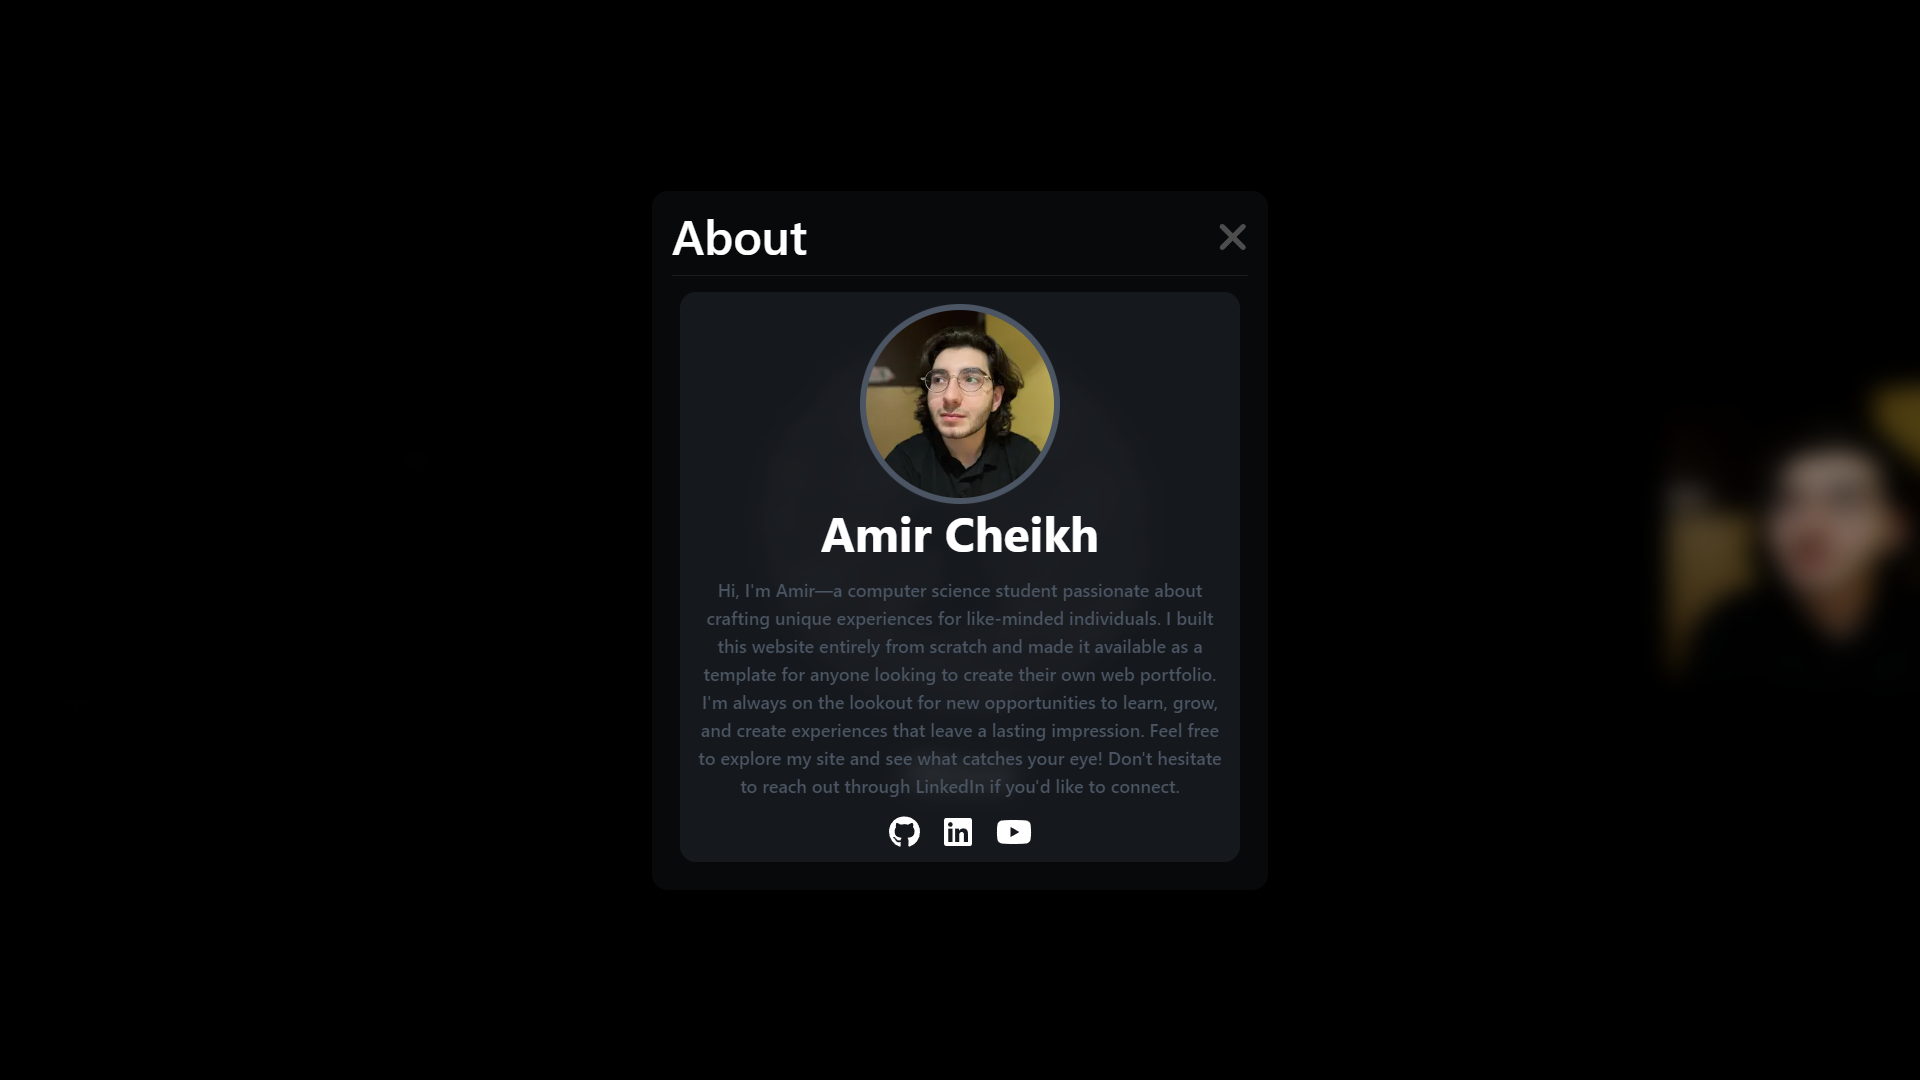 About
Amir Cheikh
Hi, I'm Amir—a computer science student passionate about
crafting unique experiences for like-minded individuals. I built
this website entirely from scratch and made it available as a
template for anyone looking to create their own web portfolio.
I'm always on the lookout for new opportunities to learn, grow,
and create experiences that leave a lasting impression. Feel free
to explore my site and see what catches your eye! Don't hesitate
to reach out through LinkedIn if you'd like to connect.
in